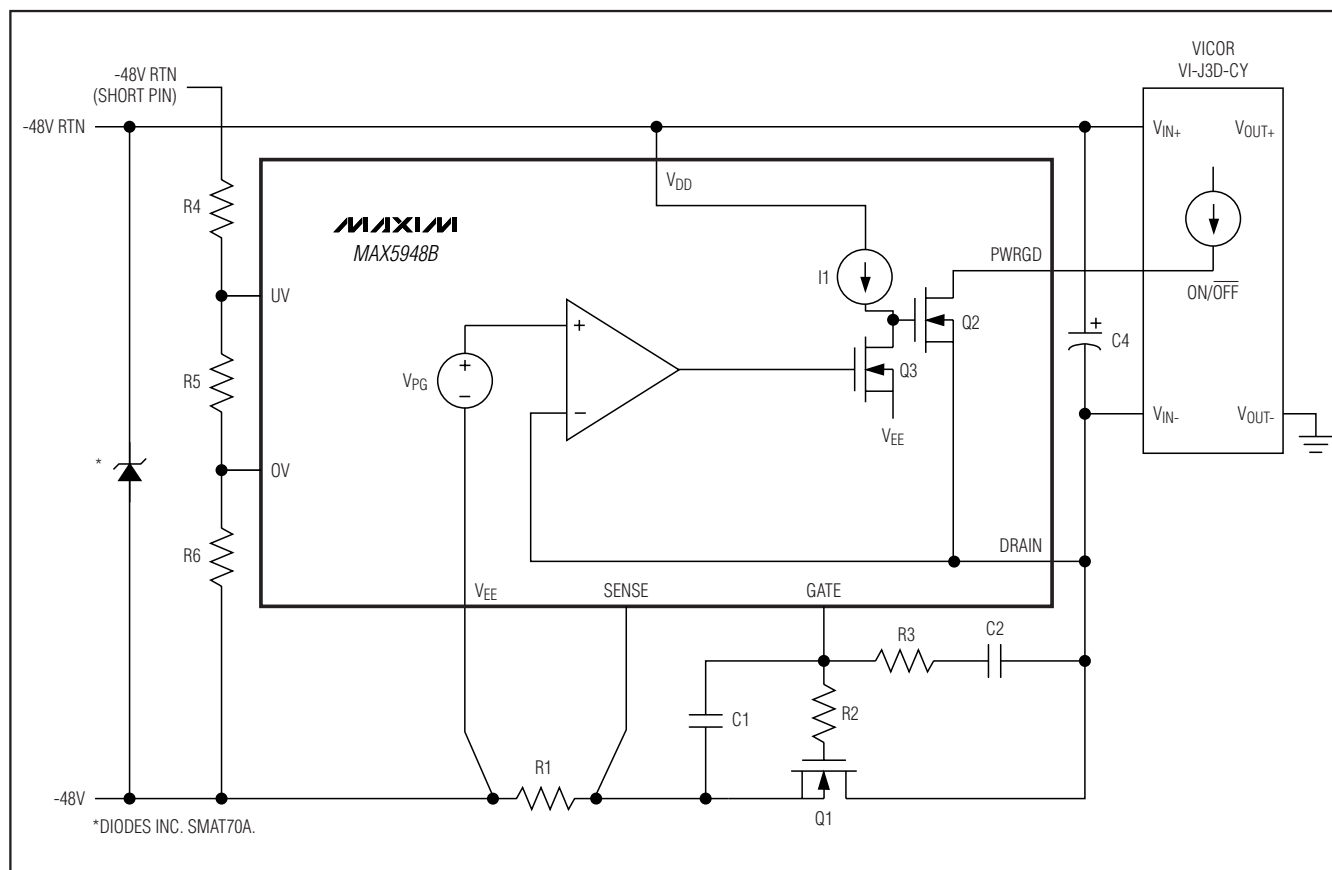 VICOR
VI-J3D-CY
-48V RTN
(SHORT PIN)
-48V RTN
VIN+
VOUT+
VDD
R4
MAXIM
MAX5948B
PWRGD
I1
ON/O̅F̅F̅
UV
Q2
C4
+
+
Q3
R5
VPG
+
−
−
VEE
VIN-
VOUT-
*
OV
R6
DRAIN
VEE
SENSE
GATE
R3
C2
C1
R2
R1
-48V
Q1
*DIODES INC. SMAT70A.